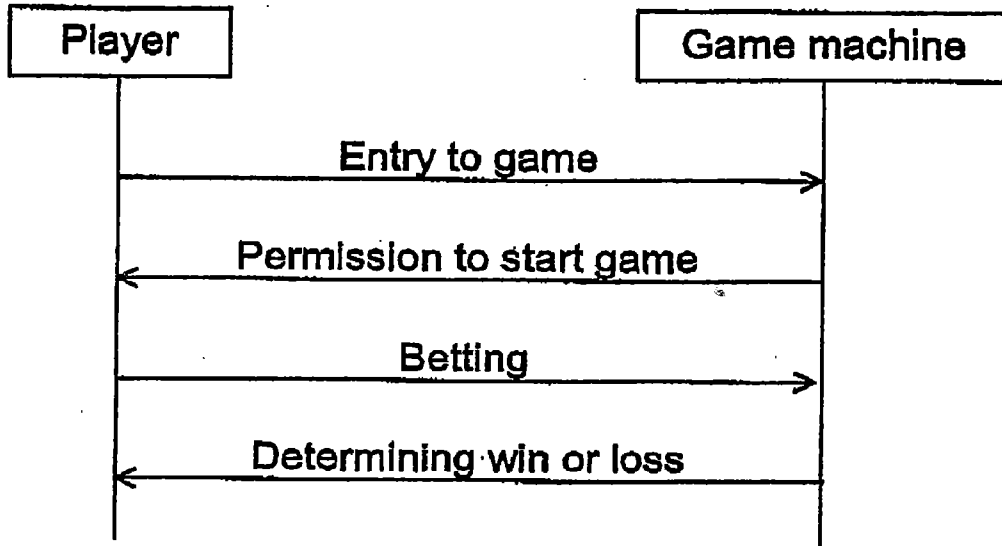 Player
Game machine
Entry to game
Permission to start game
Betting
Determining win or loss